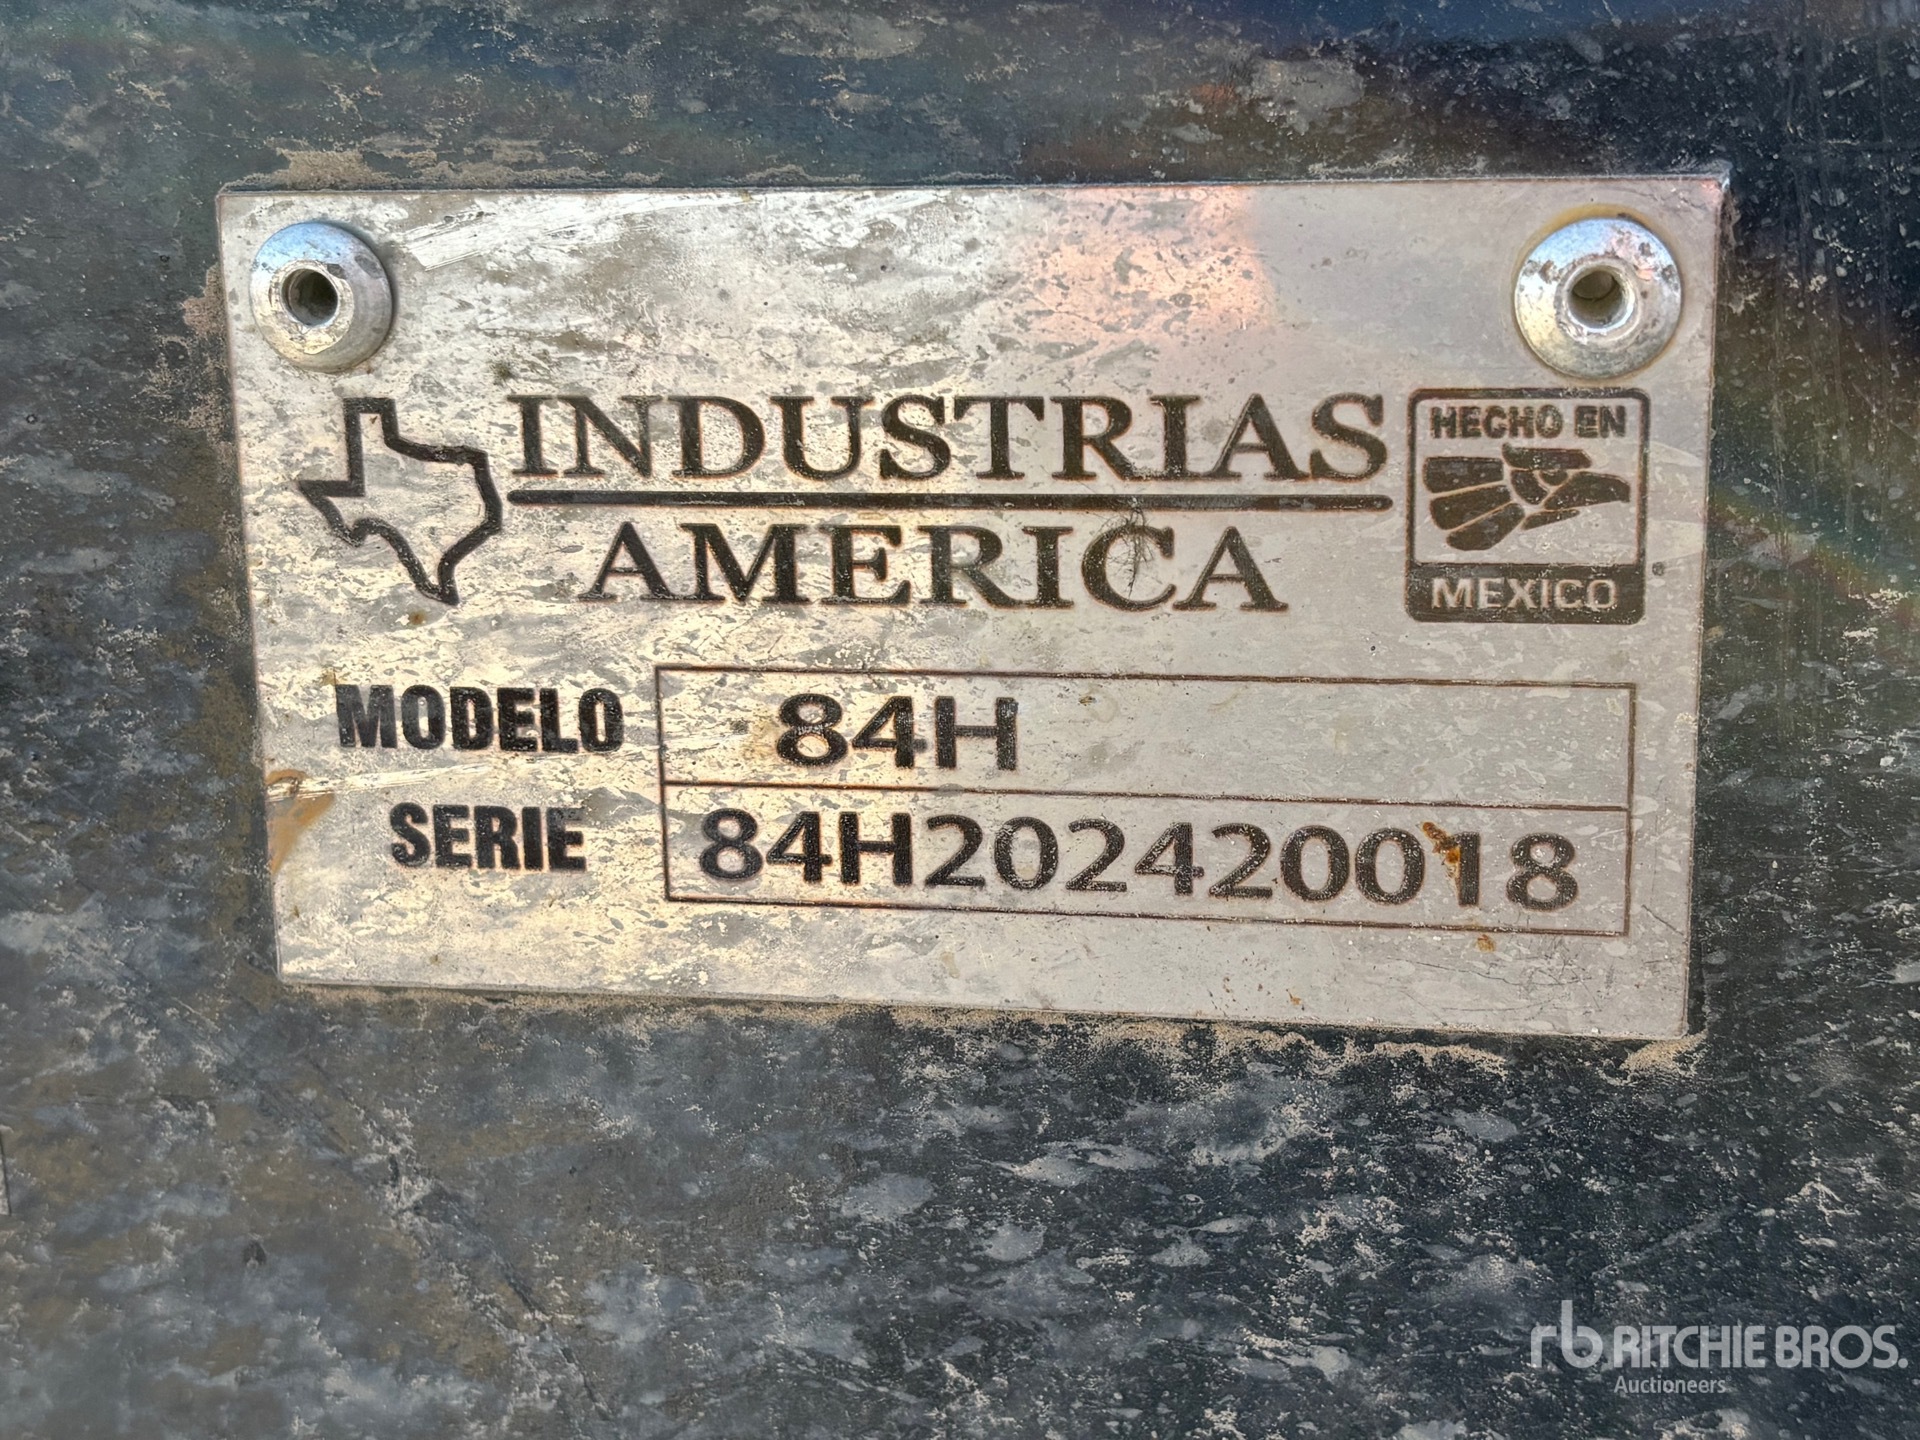 INDUSTRIAS
AMERICA
HECHO EN
MEXICO
MODELO 84H
SERIE 84H202420018
rb RITCHIE BROS.
Auctioneers